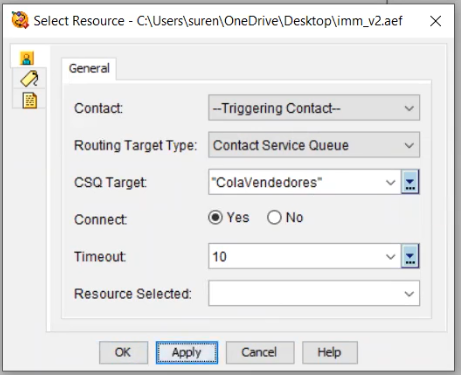 Select Resource - C:\Users\suren\OneDrive\Desktop\imm_v2.aef
General
Contact: --Triggering Contact--
Routing Target Type: Contact Service Queue
CSQ Target: "ColaVendedores"
Connect: Yes No
Timeout: 10
Resource Selected:
OK Apply Cancel Help